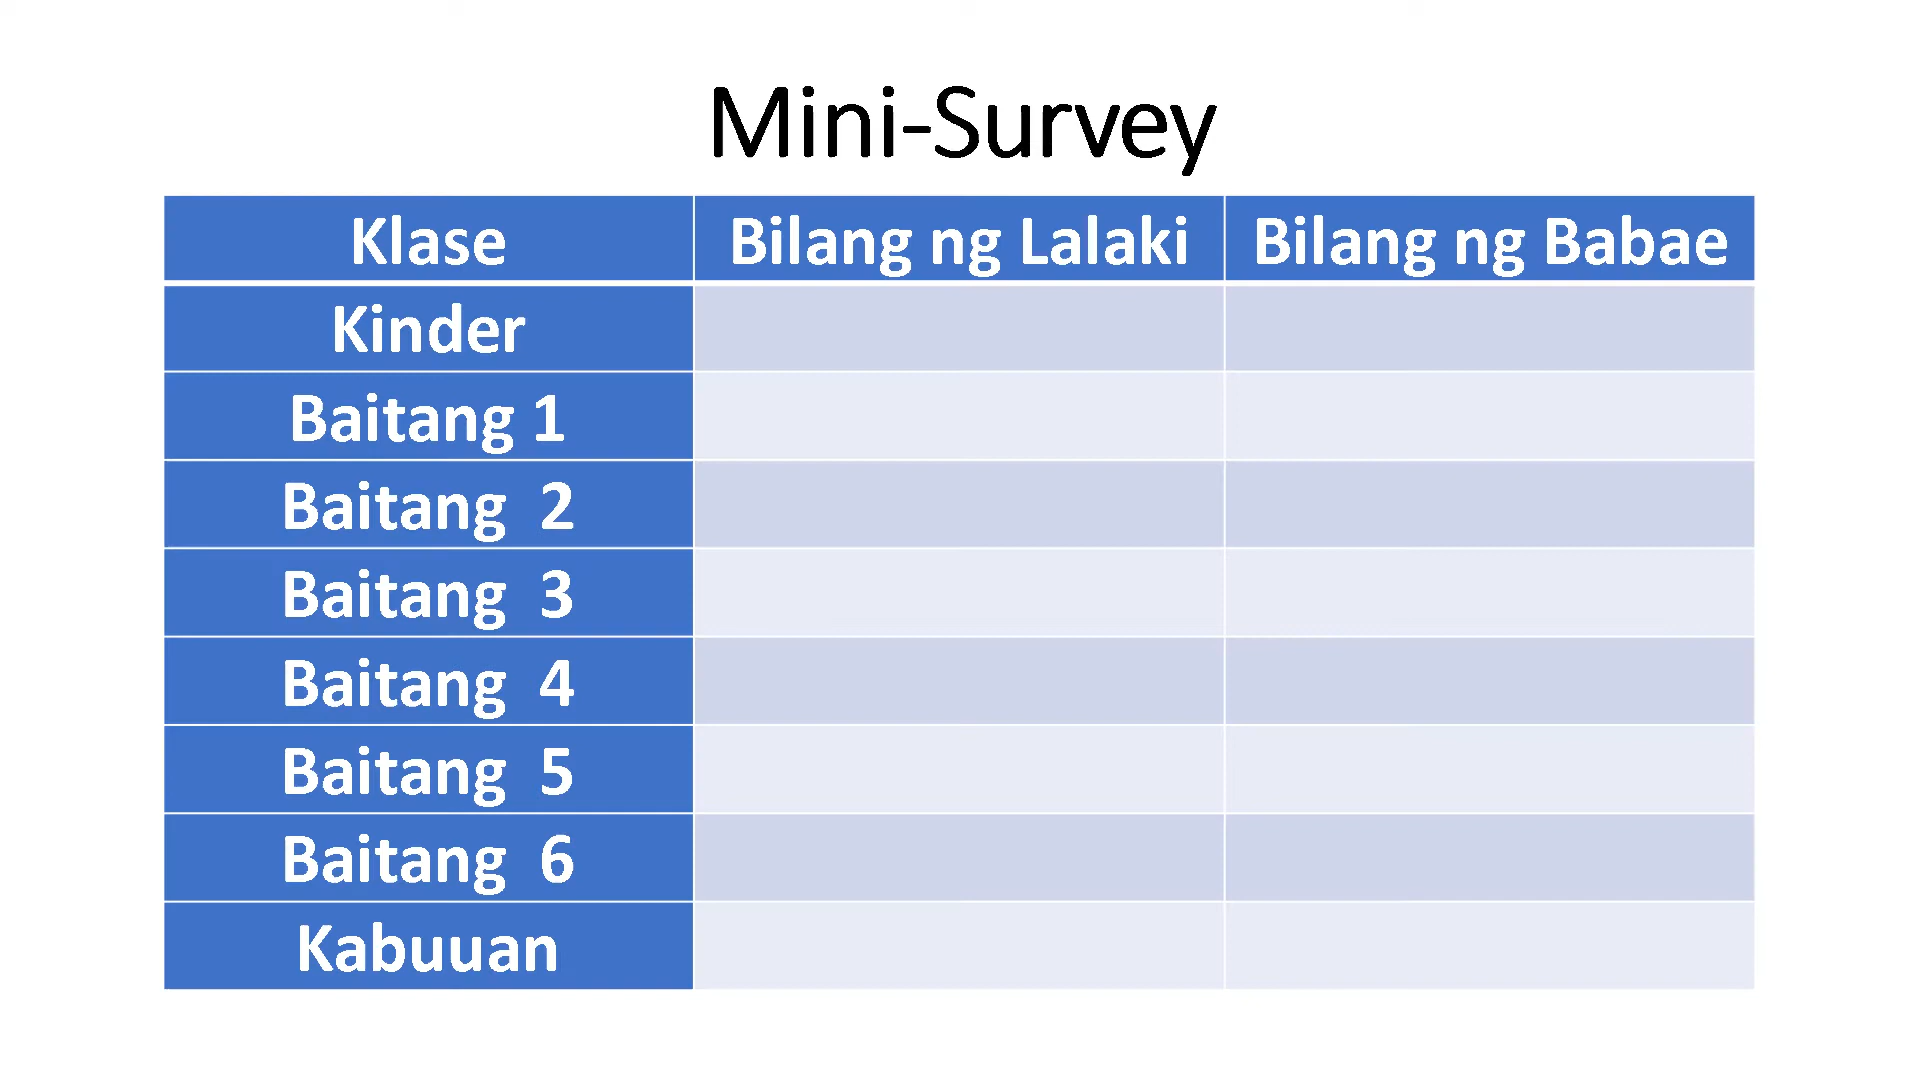 Mini-Survey
Klase Bilang ng Lalaki Bilang ng Babae
Kinder
Baitang 1
Baitang 2
Baitang 3
Baitang 4
Baitang 5
Baitang 6
Kabuuan